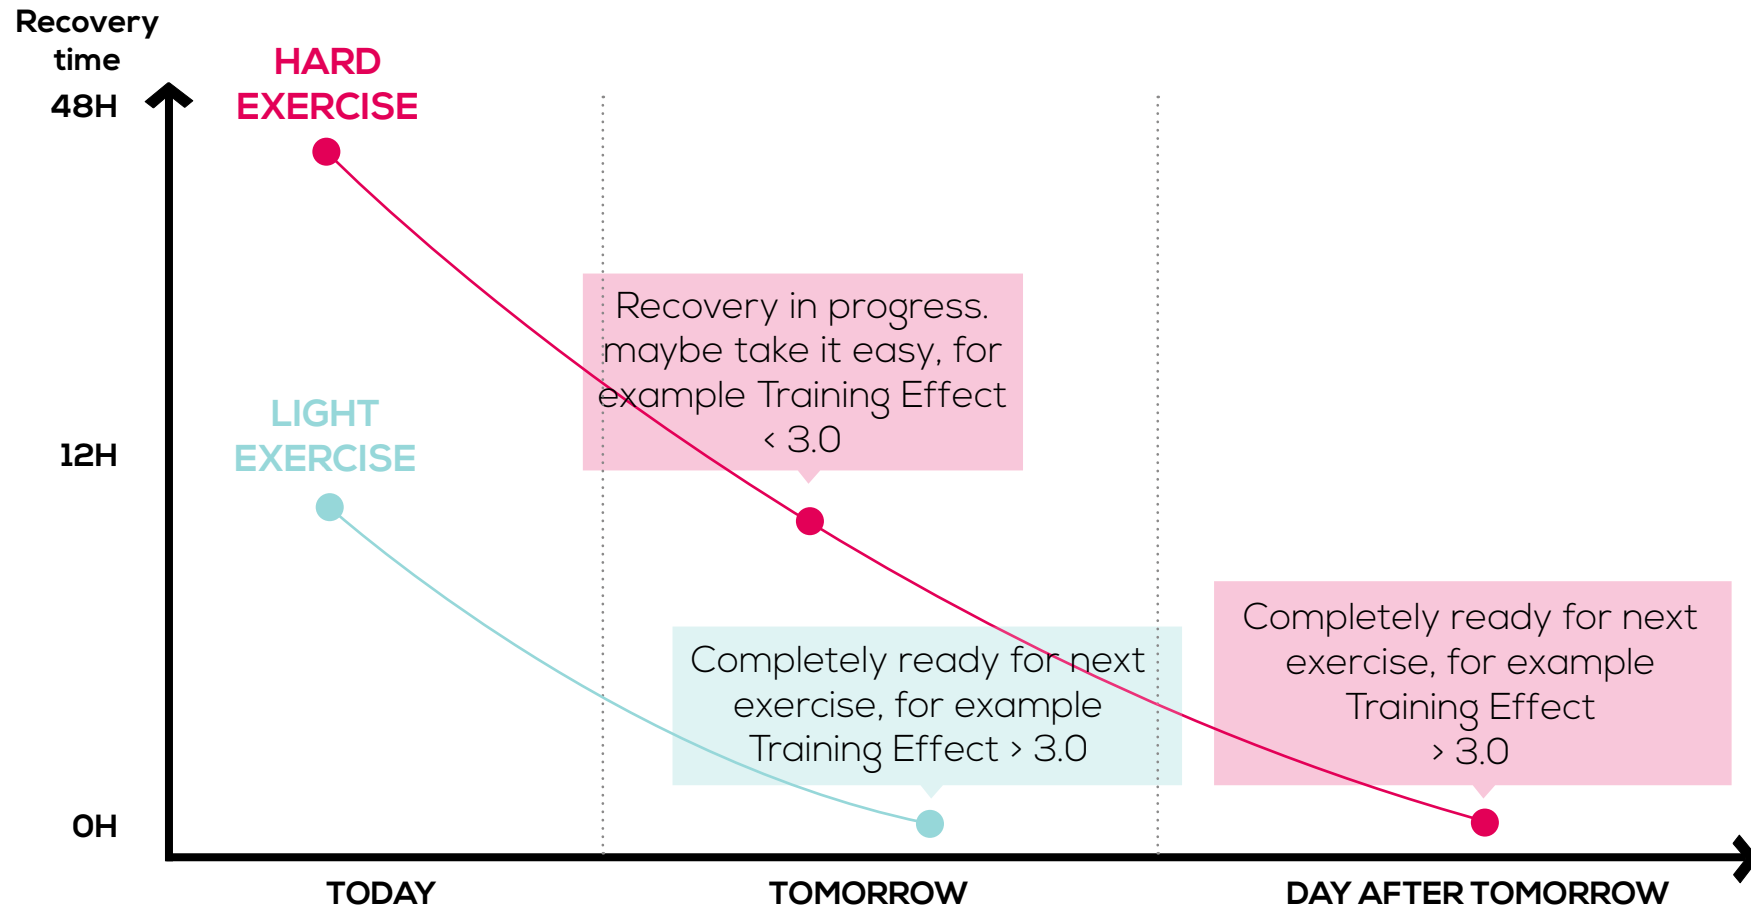 Recovery
time
48H
HARD
EXERCISE
Recovery in progress.
maybe take it easy, for
example Training Effect
< 3.0
LIGHT
EXERCISE
12H
Completely ready for next
exercise, for example
Training Effect > 3.0
Completely ready for next
exercise, for example
Training Effect
> 3.0
0H
TODAY
TOMORROW
DAY AFTER TOMORROW